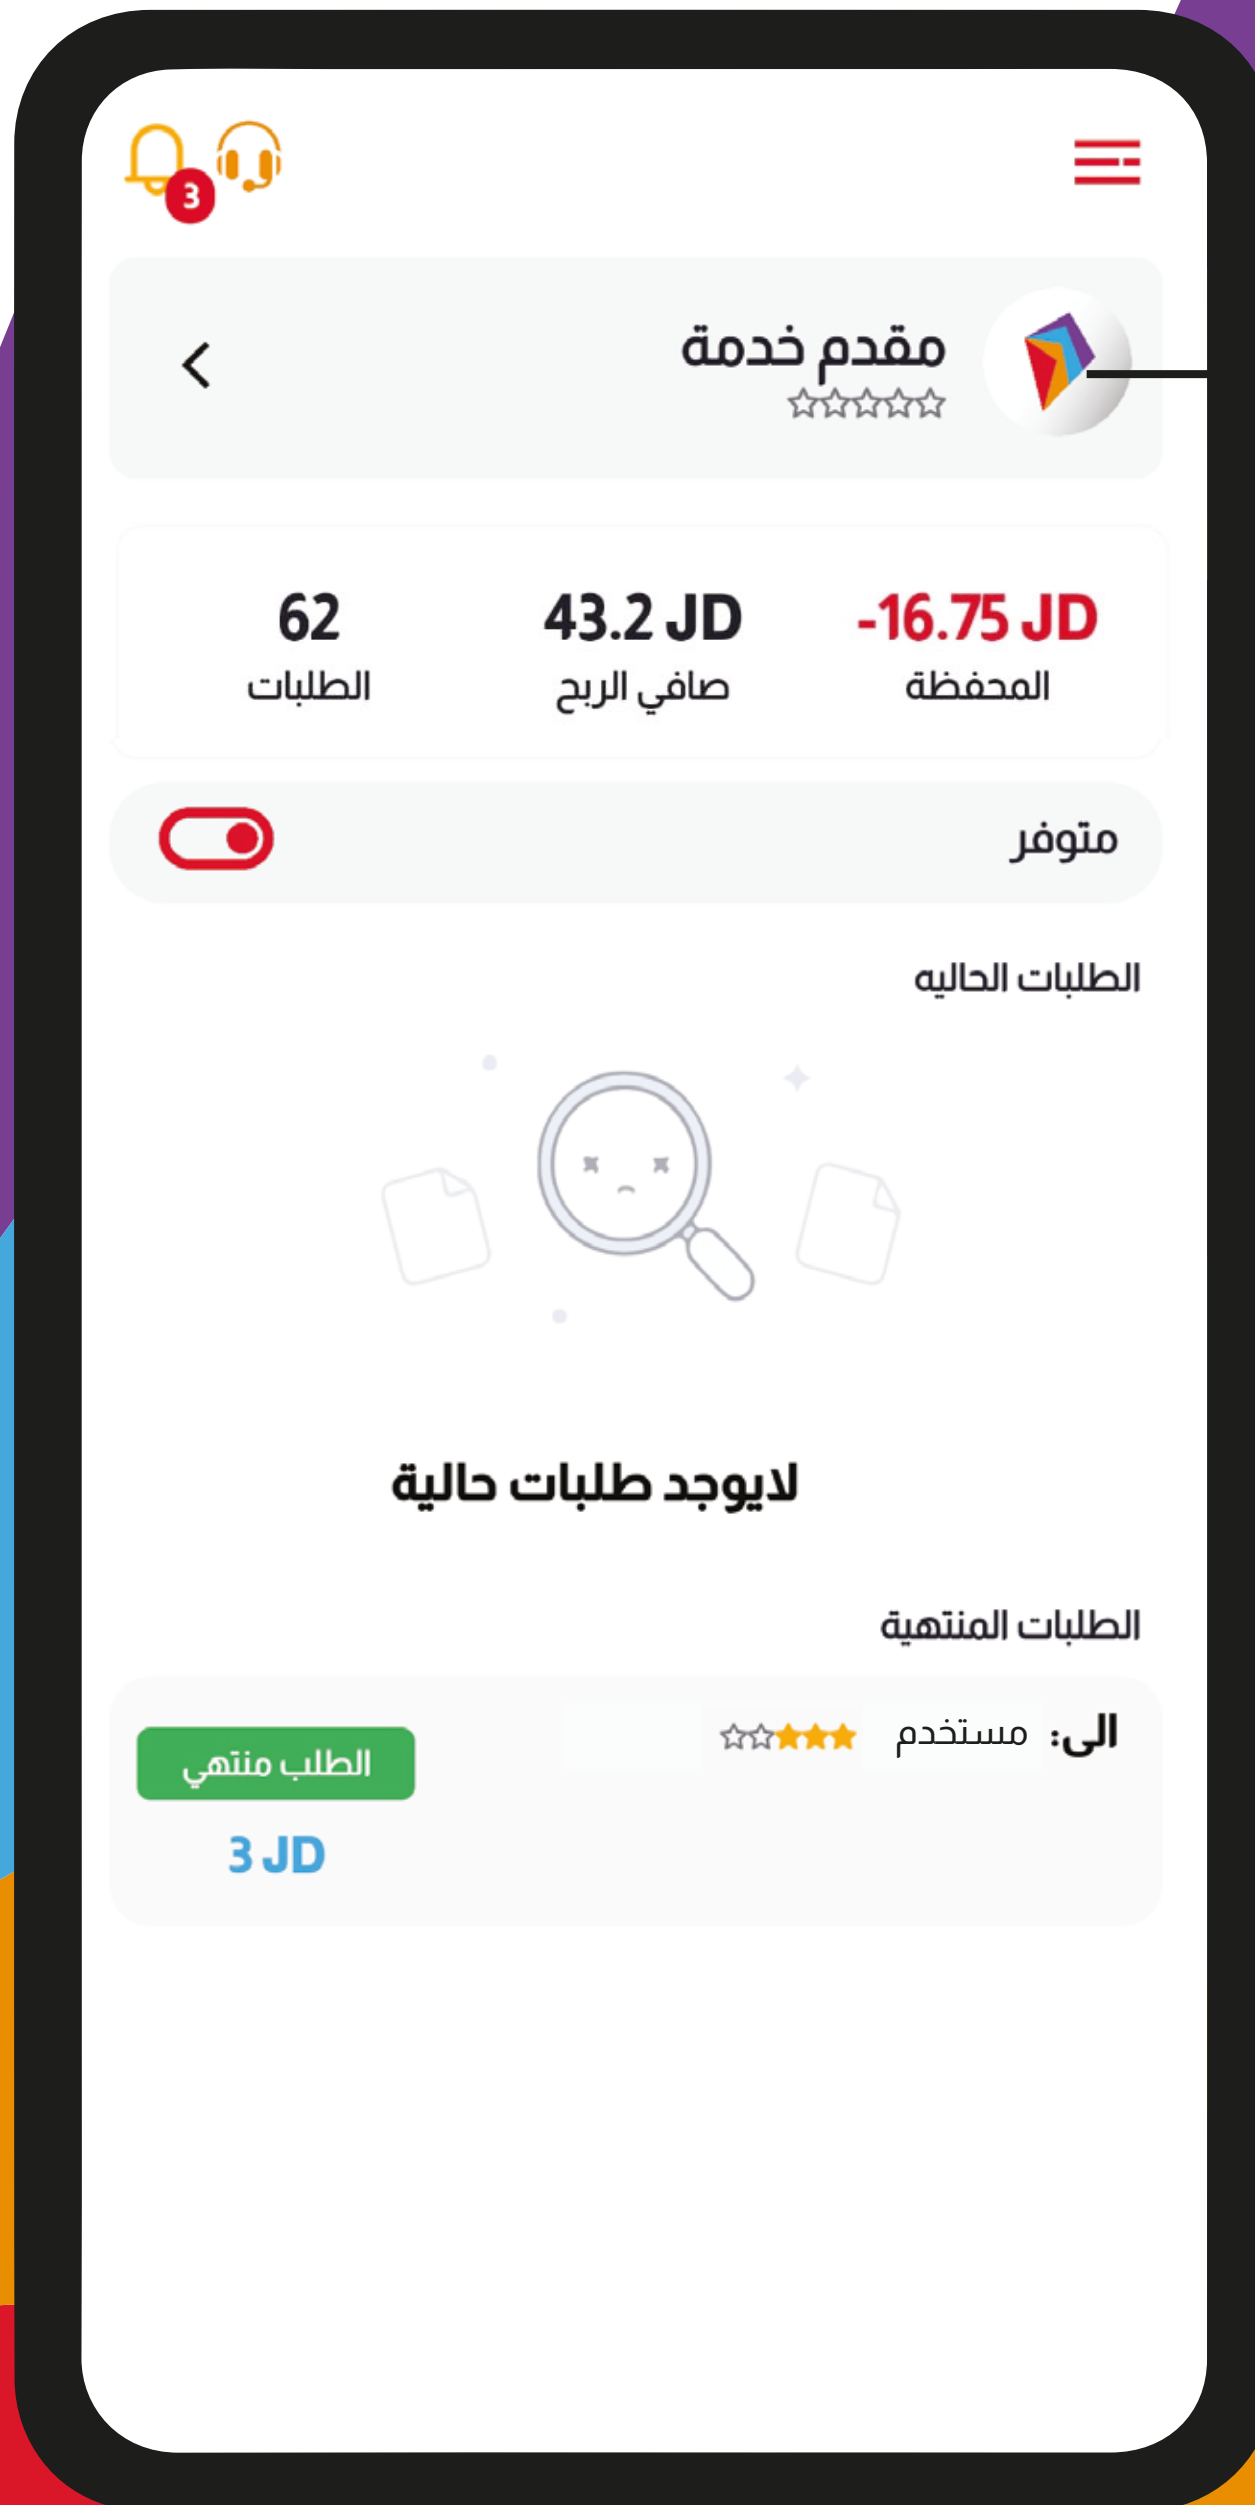 3
مقدم خدمة
-16.75 JD
المحفظة
43.2 JD
صافي الربح
62
الطلبات
متوفر
الطلبات الحاليه
لايوجد طلبات حالية
الطلبات المنتهية
الى: مستخدم
الطلب منتهي
3 JD